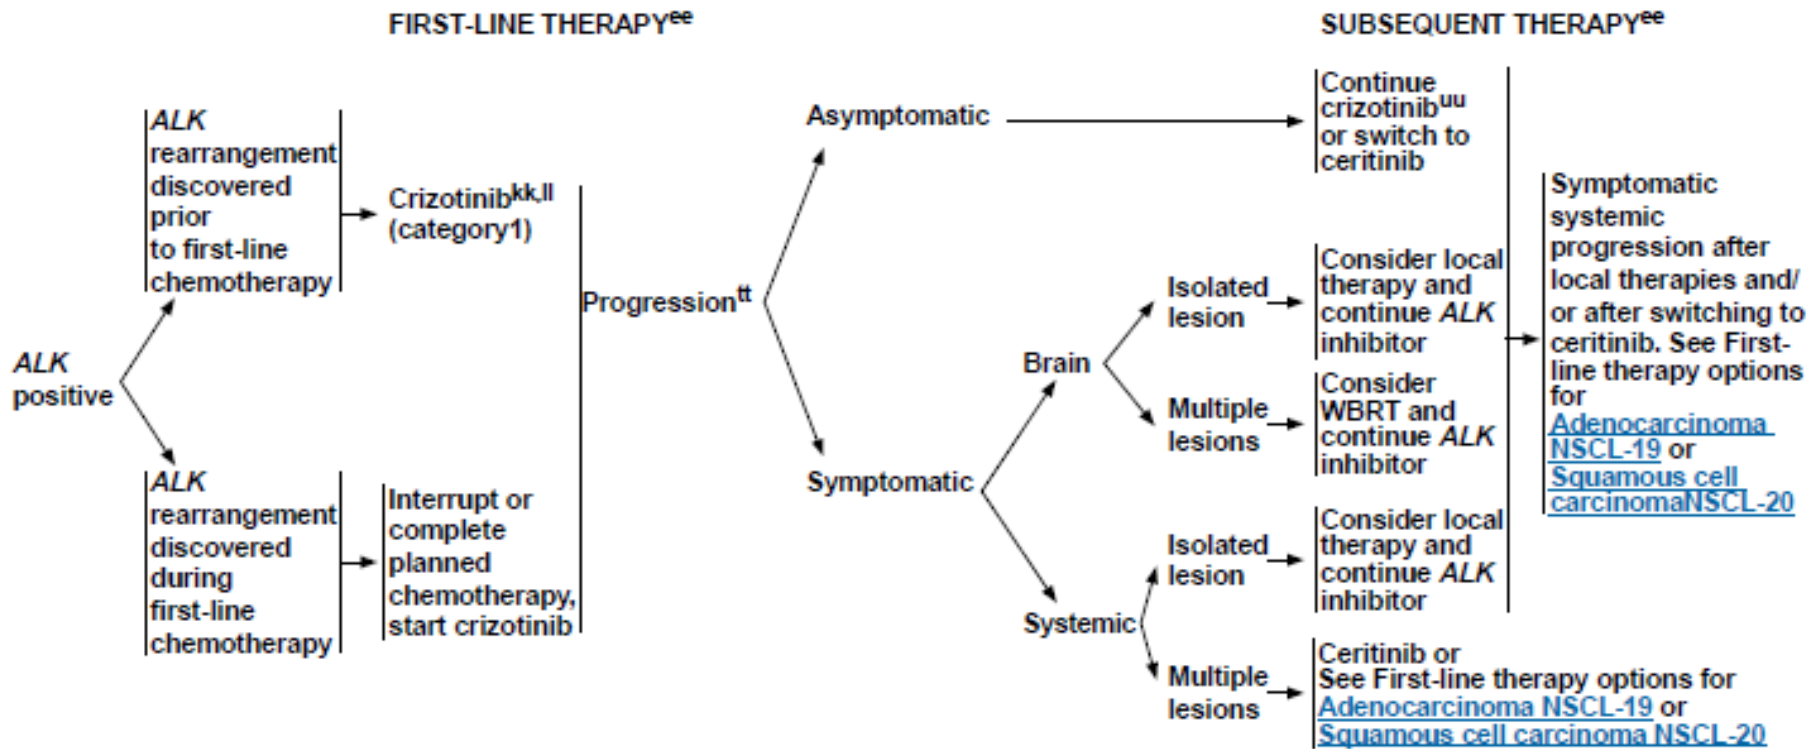 FIRST-LINE THERAPYee
SUBSEQUENT THERAPYee
ALK
positive
ALK
rearrangement
discovered
prior
to first-line
chemotherapy
Crizotinibkk,ll
(category1)
ALK
rearrangement
discovered
during
first-line
chemotherapy
Interrupt or
complete
planned
chemotherapy,
start crizotinib
Progressiontt
Asymptomatic
Continue
crizotinibuu
or switch to
ceritinib
Symptomatic
Brain
Isolated
lesion
Consider local
therapy and
continue ALK
inhibitor
Multiple
lesions
Consider
WBRT and
continue ALK
inhibitor
Systemic
Isolated
lesion
Consider local
therapy and
continue ALK
inhibitor
Multiple
lesions
Ceritinib or
See First-line therapy options for
Adenocarcinoma NSCL-19 or
Squamous cell carcinoma NSCL-20
Symptomatic
systemic
progression after
local therapies and/
or after switching to
ceritinib. See First-
line therapy options
for
Adenocarcinoma
NSCL-19 or
Squamous cell
carcinomaNSCL-20